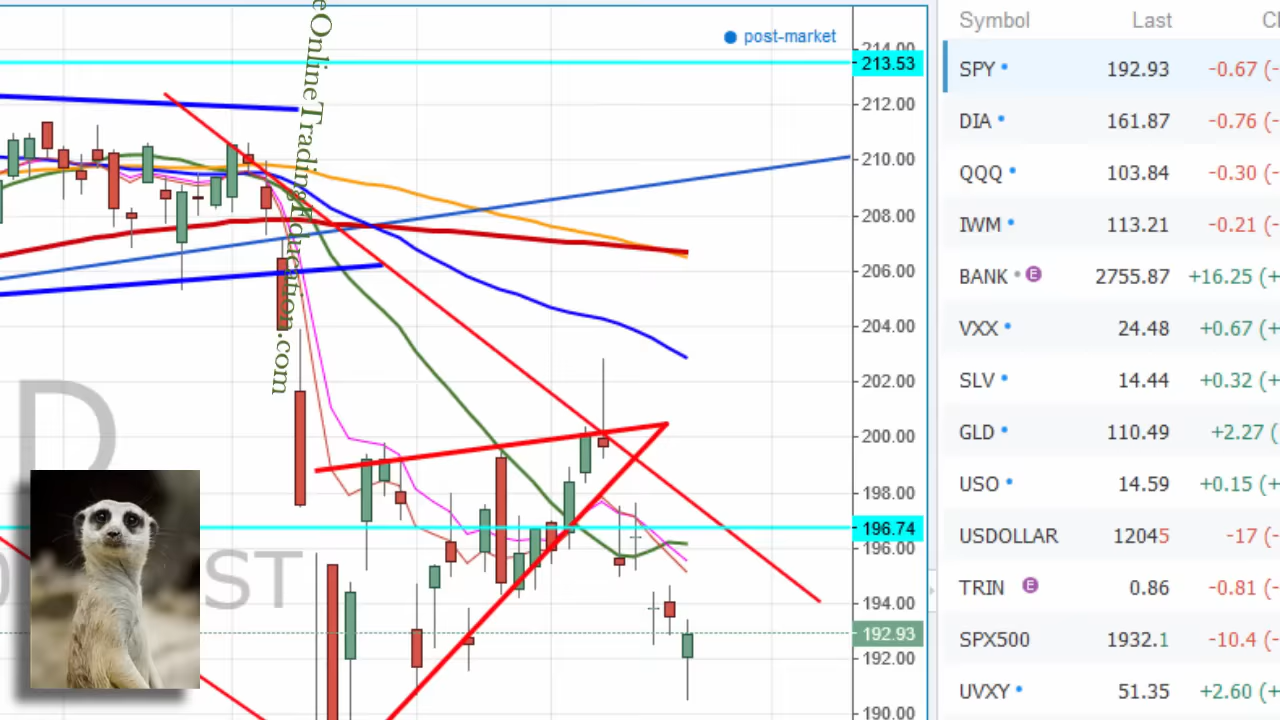 eOnlineTradingEducation.com
post-market
214.00
213.53
212.00
210.00
208.00
206.00
204.00
202.00
200.00
198.00
196.74
196.00
194.00
192.93
192.00
190.00
D
ST
Symbol Last Ch
SPY 192.93 -0.67 (-
DIA 161.87 -0.76 (-
QQQ 103.84 -0.30 (-
IWM 113.21 -0.21 (-
BANK E 2755.87 +16.25 (+
VXX 24.48 +0.67 (+
SLV 14.44 +0.32 (+
GLD 110.49 +2.27 (
USO 14.59 +0.15 (+
USDOLLAR 12045 -17 (-
TRIN E 0.86 -0.81 (-
SPX500 1932.1 -10.4 (-
UVXY 51.35 +2.60 (+